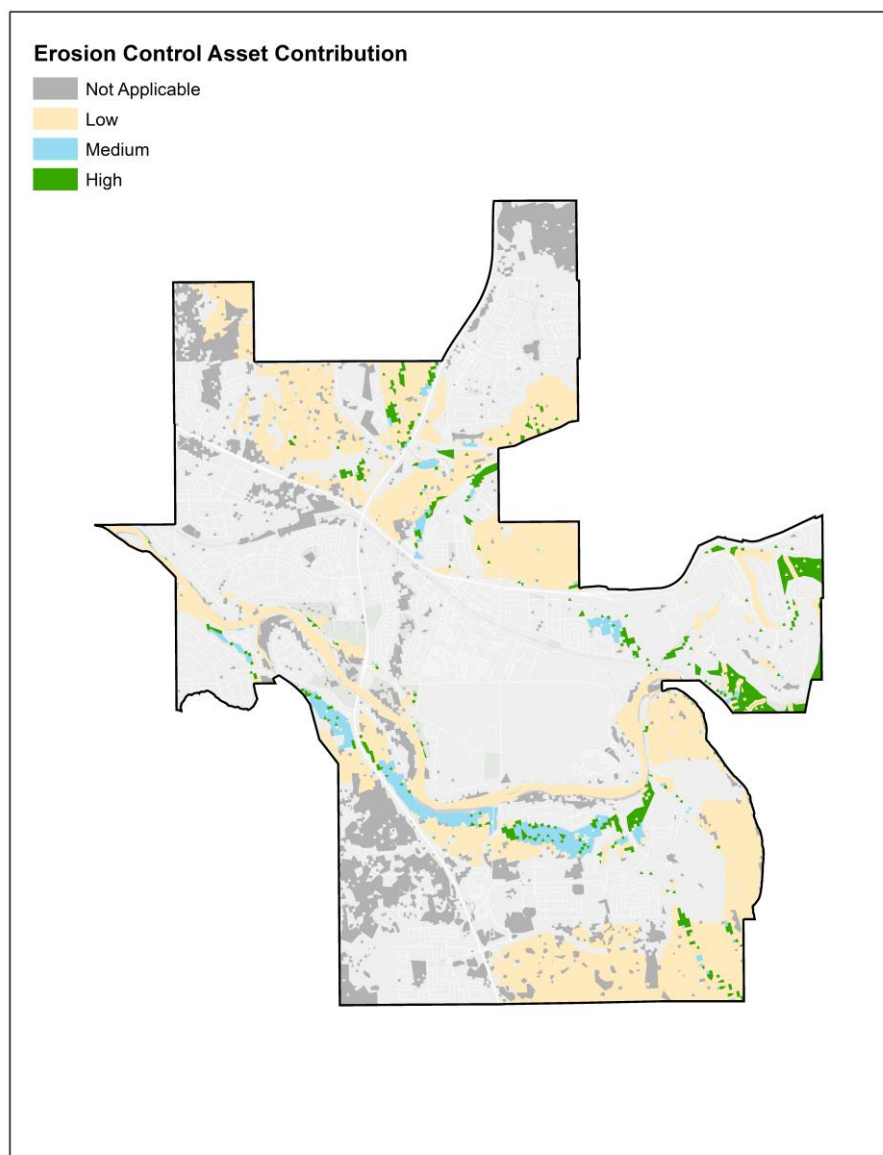 Erosion Control Asset Contribution
Not Applicable
Low
Medium
High